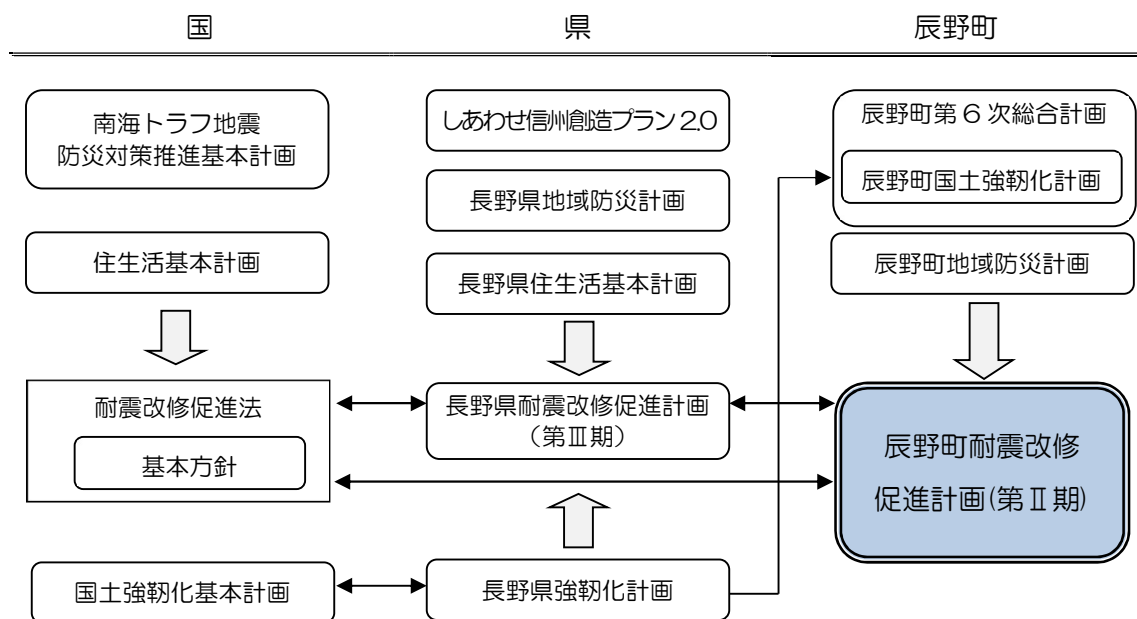 国
県
辰野町
南海トラフ地震
防災対策推進基本計画
住生活基本計画
耐震改修促進法
基本方針
国土強靱化基本計画
しあわせ信州創造プラン2.0
長野県地域防災計画
長野県住生活基本計画
長野県耐震改修促進計画
（第Ⅲ期）
長野県強靱化計画
辰野町第6次総合計画
辰野町国土強靱化計画
辰野町地域防災計画
辰野町耐震改修
促進計画(第Ⅱ期)